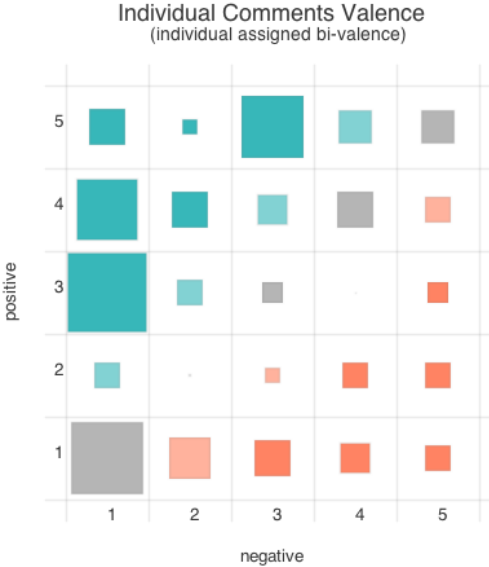 Individual Comments Valence
(individual assigned bi-valence)
5
4
positive
3
2
1
1 2 3 4 5
negative